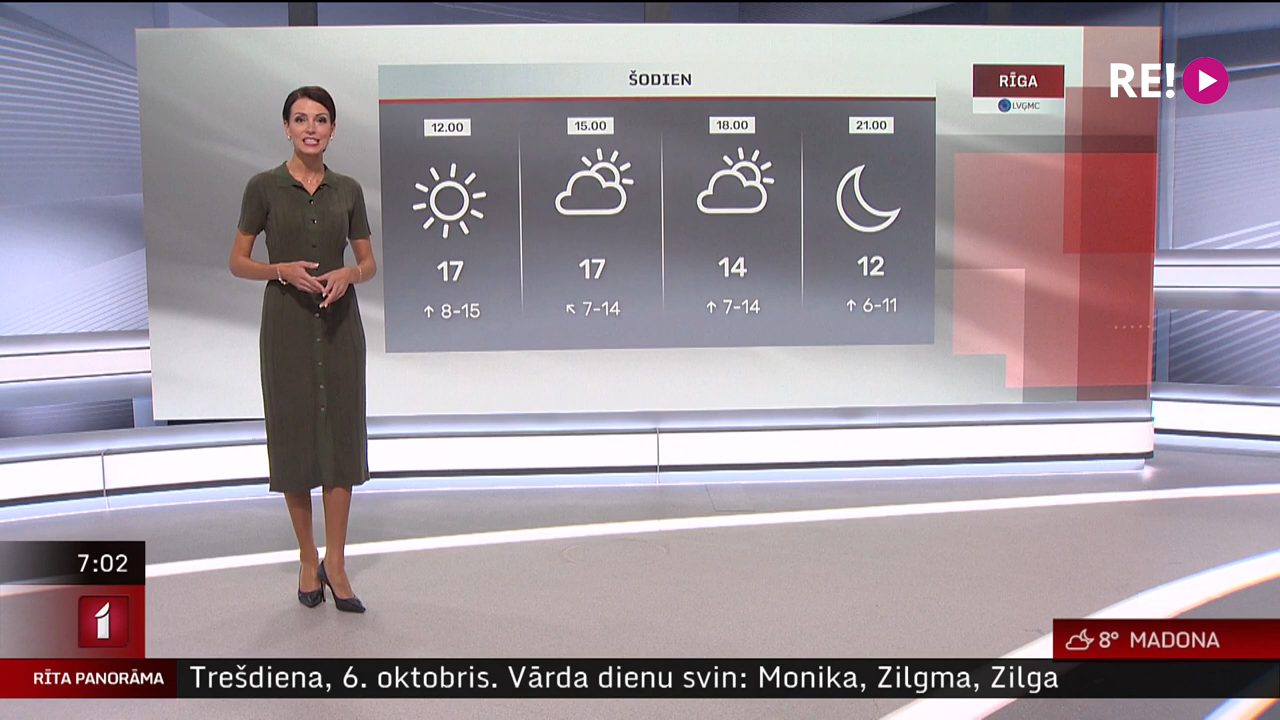 ŠODIEN
RĪGA
LVĢMC
RE!
12.00
15.00
18.00
21.00
17
17
14
12
↑ 8-15
↖ 7-14
↑ 7-14
↑ 6-11
7:02
1
8° MADONA
RĪTA PANORĀMA
Trešdiena, 6. oktobris. Vārda dienu svin: Monika, Zilgma, Zilga